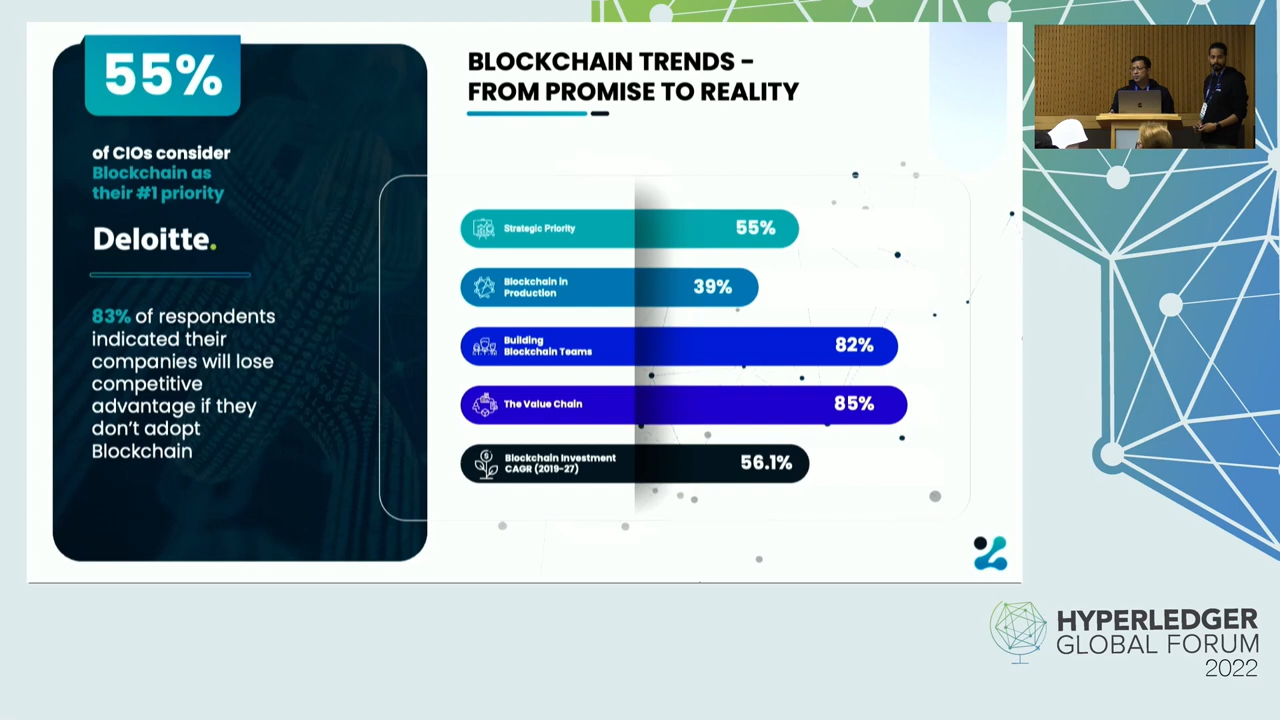 55%
of CIOs consider
Blockchain as
their #1 priority
Deloitte.
83% of respondents
indicated their
companies will lose
competitive
advantage if they
don't adopt
Blockchain
BLOCKCHAIN TRENDS -
FROM PROMISE TO REALITY
Strategic Priority
55%
Blockchain in
Production
39%
Building
Blockchain Teams
82%
The Value Chain
85%
Blockchain Investment
CAGR (2019-27)
56.1%
HYPERLEDGER
GLOBAL FORUM
2022